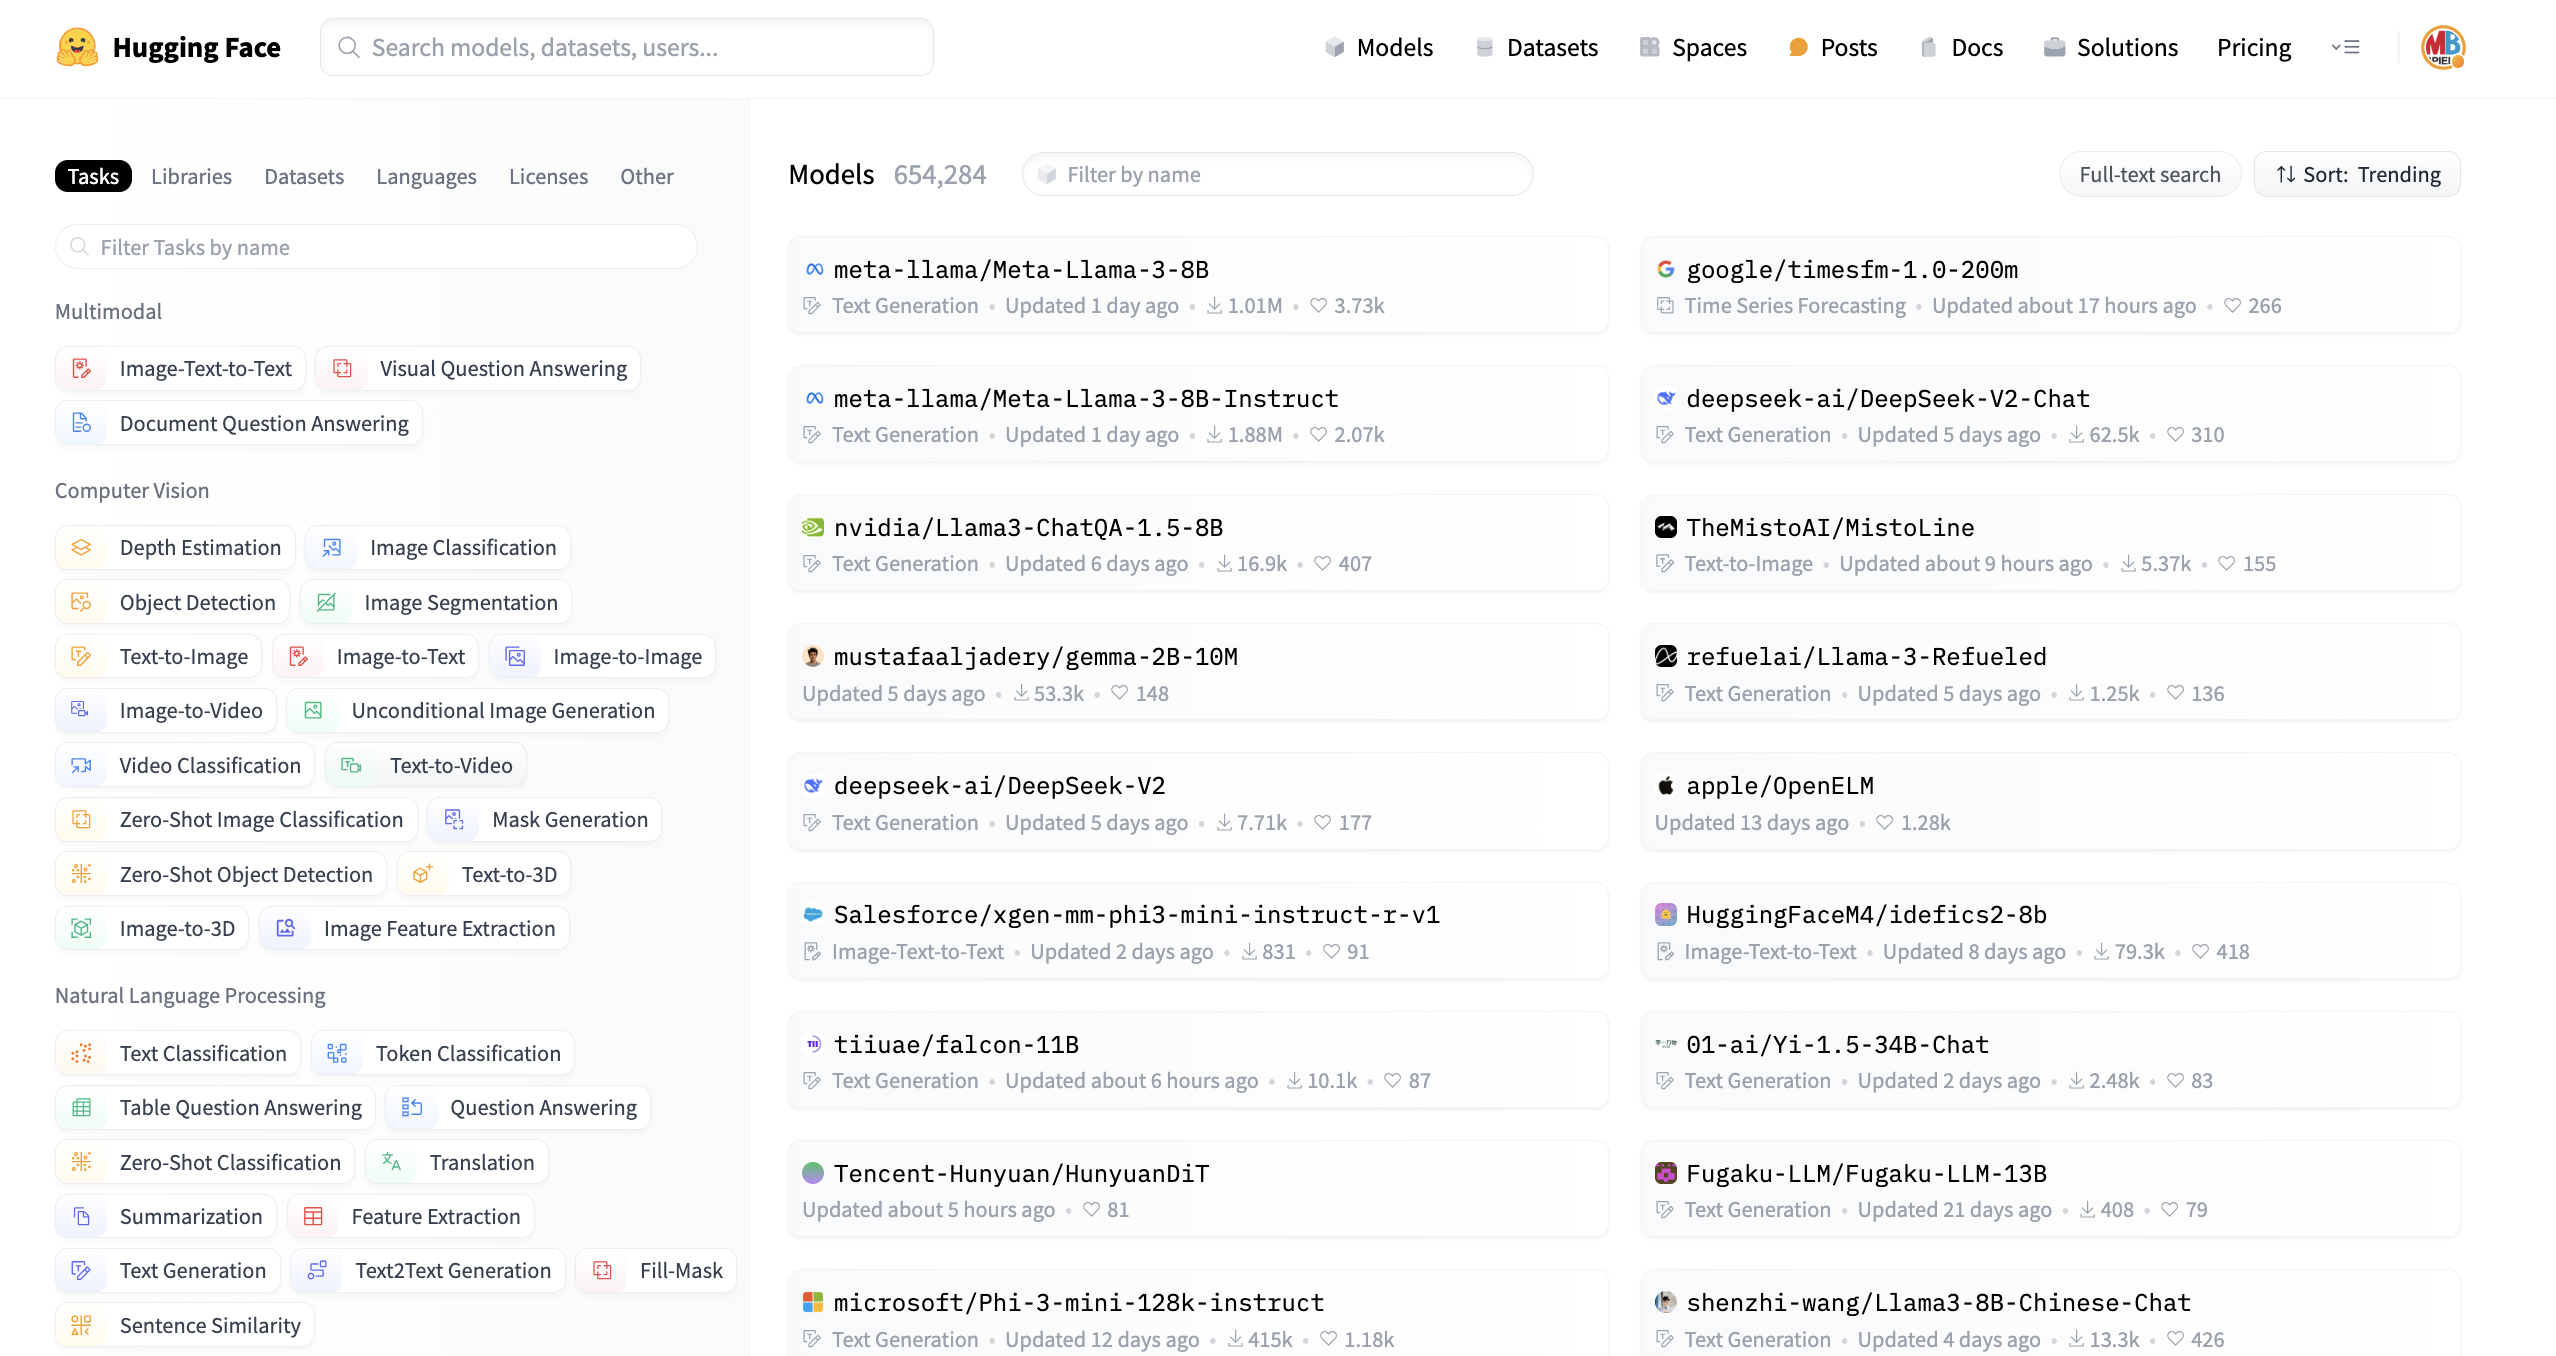 Hugging Face
Search models, datasets, users...
Models
Datasets
Spaces
Posts
Docs
Solutions
Pricing
MB
Tasks
Libraries
Datasets
Languages
Licenses
Other
Filter Tasks by name
Multimodal
Image-Text-to-Text
Visual Question Answering
Document Question Answering
Computer Vision
Depth Estimation
Image Classification
Object Detection
Image Segmentation
Text-to-Image
Image-to-Text
Image-to-Image
Image-to-Video
Unconditional Image Generation
Video Classification
Text-to-Video
Zero-Shot Image Classification
Mask Generation
Zero-Shot Object Detection
Text-to-3D
Image-to-3D
Image Feature Extraction
Natural Language Processing
Text Classification
Token Classification
Table Question Answering
Question Answering
Zero-Shot Classification
Translation
Summarization
Feature Extraction
Text Generation
Text2Text Generation
Fill-Mask
Sentence Similarity
Models 654,284
Filter by name
Full-text search
Sort: Trending
meta-llama/Meta-Llama-3-8B
Text Generation • Updated 1 day ago • 1.01M • 3.73k
google/timesfm-1.0-200m
Time Series Forecasting • Updated about 17 hours ago • 266
meta-llama/Meta-Llama-3-8B-Instruct
Text Generation • Updated 1 day ago • 1.88M • 2.07k
deepseek-ai/DeepSeek-V2-Chat
Text Generation • Updated 5 days ago • 62.5k • 310
nvidia/Llama3-ChatQA-1.5-8B
Text Generation • Updated 6 days ago • 16.9k • 407
TheMistoAI/MistoLine
Text-to-Image • Updated about 9 hours ago • 5.37k • 155
mustafaaljadery/gemma-2B-10M
Updated 5 days ago • 53.3k • 148
refuelai/Llama-3-Refueled
Text Generation • Updated 5 days ago • 1.25k • 136
deepseek-ai/DeepSeek-V2
Text Generation • Updated 5 days ago • 7.71k • 177
apple/OpenELM
Updated 13 days ago • 1.28k
Salesforce/xgen-mm-phi3-mini-instruct-r-v1
Image-Text-to-Text • Updated 2 days ago • 831 • 91
HuggingFaceM4/idefics2-8b
Image-Text-to-Text • Updated 8 days ago • 79.3k • 418
TII tiiuae/falcon-11B
Text Generation • Updated about 6 hours ago • 10.1k • 87
01-ai/Yi-1.5-34B-Chat
Text Generation • Updated 2 days ago • 2.48k • 83
Tencent-Hunyuan/HunyuanDiT
Updated about 5 hours ago • 81
Fugaku-LLM/Fugaku-LLM-13B
Text Generation • Updated 21 days ago • 408 • 79
microsoft/Phi-3-mini-128k-instruct
Text Generation • Updated 12 days ago • 415k • 1.18k
shenzhi-wang/Llama3-8B-Chinese-Chat
Text Generation • Updated 4 days ago • 13.3k • 426